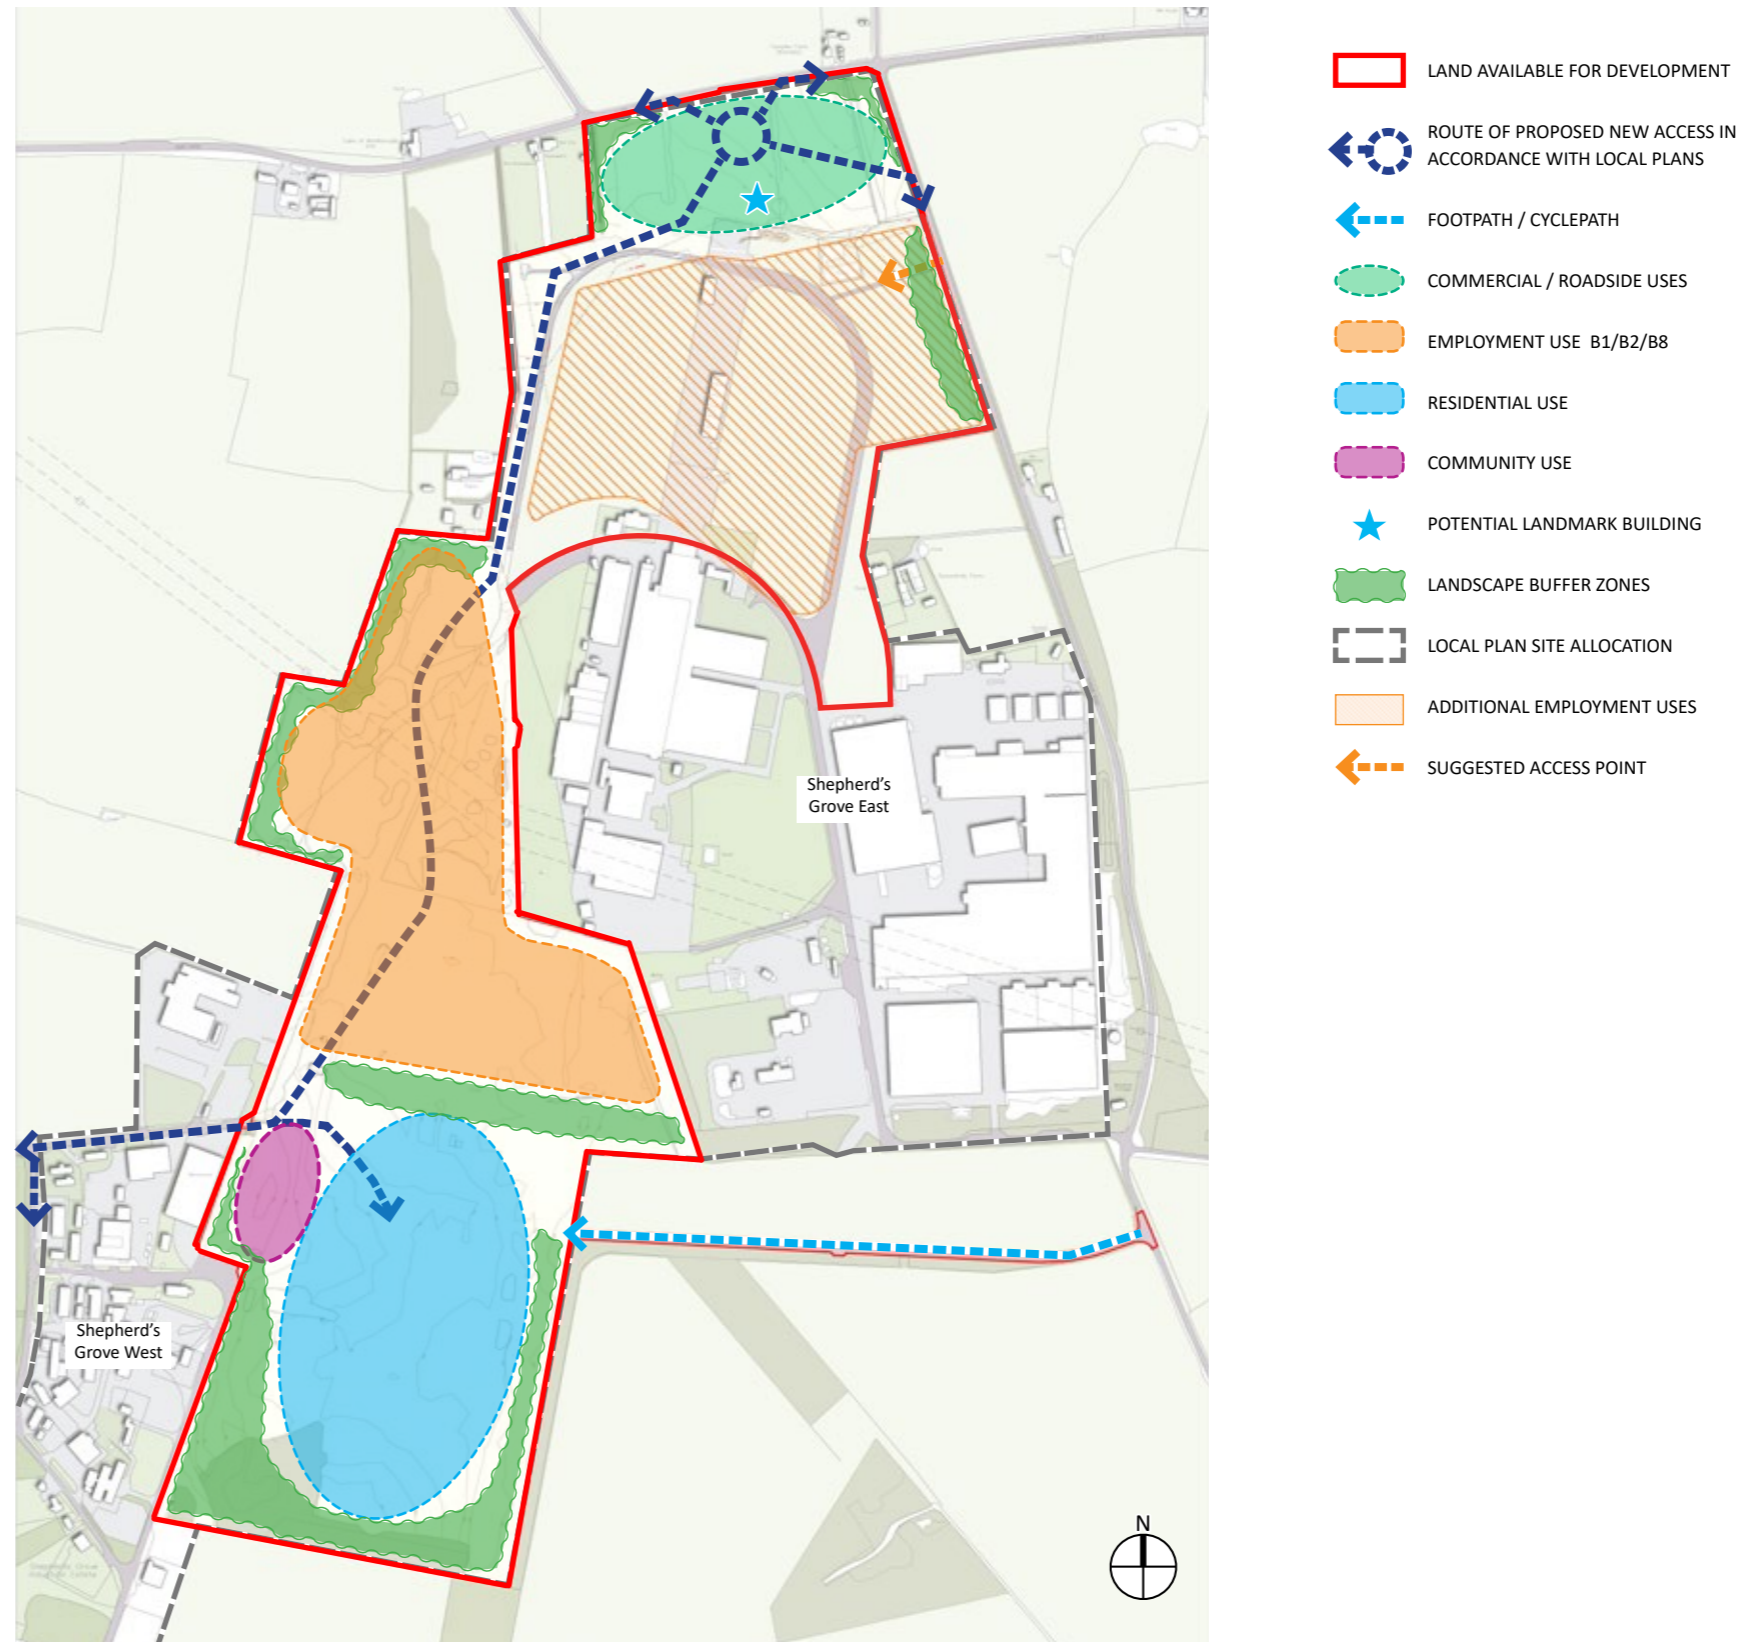 LAND AVAILABLE FOR DEVELOPMENT
ROUTE OF PROPOSED NEW ACCESS IN
ACCORDANCE WITH LOCAL PLANS
FOOTPATH / CYCLEPATH
COMMERCIAL / ROADSIDE USES
EMPLOYMENT USE B1/B2/B8
RESIDENTIAL USE
COMMUNITY USE
POTENTIAL LANDMARK BUILDING
LANDSCAPE BUFFER ZONES
LOCAL PLAN SITE ALLOCATION
ADDITIONAL EMPLOYMENT USES
SUGGESTED ACCESS POINT
Shepherd's
Grove East
Shepherd's
Grove West
N